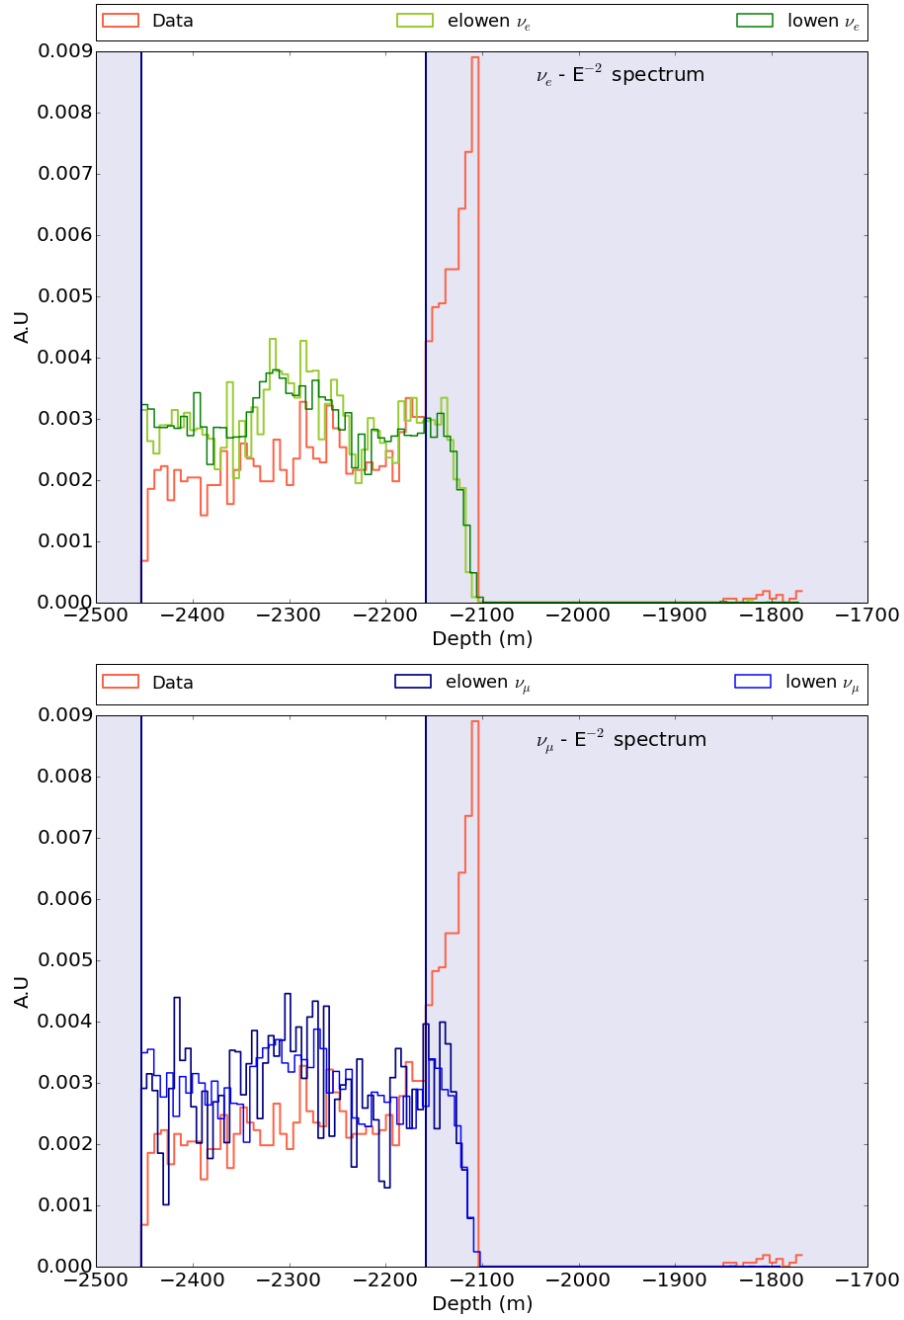 Data elowen νₑ lowen νₑ
νₑ - E⁻² spectrum
0.009
0.008
0.007
0.006
0.005
0.004
0.003
0.002
0.001
0.000
A.U
−2500 −2400 −2300 −2200 −2100 −2000 −1900 −1800 −1700
Depth (m)
Data elowen ν_μ lowen ν_μ
ν_μ - E⁻² spectrum
0.009
0.008
0.007
0.006
0.005
0.004
0.003
0.002
0.001
0.000
A.U
−2500 −2400 −2300 −2200 −2100 −2000 −1900 −1800 −1700
Depth (m)